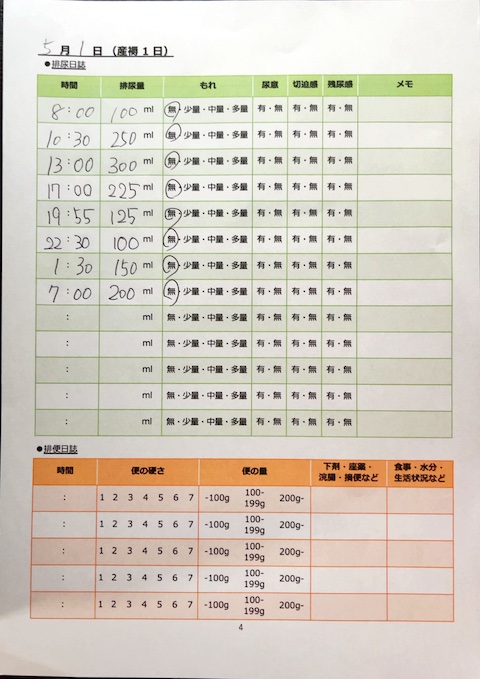 5月1日（産褥1日）
●排尿日誌
時間 排尿量 もれ 尿意 切迫感 残尿感 メモ
8：00 100 ml 無・少量・中量・多量 有・無 有・無 有・無
10：30 250 ml 無・少量・中量・多量 有・無 有・無 有・無
13：00 300 ml 無・少量・中量・多量 有・無 有・無 有・無
17：00 225 ml 無・少量・中量・多量 有・無 有・無 有・無
19：55 125 ml 無・少量・中量・多量 有・無 有・無 有・無
22：30 100 ml 無・少量・中量・多量 有・無 有・無 有・無
1：30 150 ml 無・少量・中量・多量 有・無 有・無 有・無
7：00 200 ml 無・少量・中量・多量 有・無 有・無 有・無
： ml 無・少量・中量・多量 有・無 有・無 有・無
： ml 無・少量・中量・多量 有・無 有・無 有・無
： ml 無・少量・中量・多量 有・無 有・無 有・無
： ml 無・少量・中量・多量 有・無 有・無 有・無
： ml 無・少量・中量・多量 有・無 有・無 有・無
●排便日誌
時間 便の硬さ 便の量 下剤・座薬・浣腸・摘便など 食事・水分・生活状況など
： 1 2 3 4 5 6 7 -100g 100-199g 200g-
： 1 2 3 4 5 6 7 -100g 100-199g 200g-
： 1 2 3 4 5 6 7 -100g 100-199g 200g-
： 1 2 3 4 5 6 7 -100g 100-199g 200g-
： 1 2 3 4 5 6 7 -100g 100-199g 200g-
4